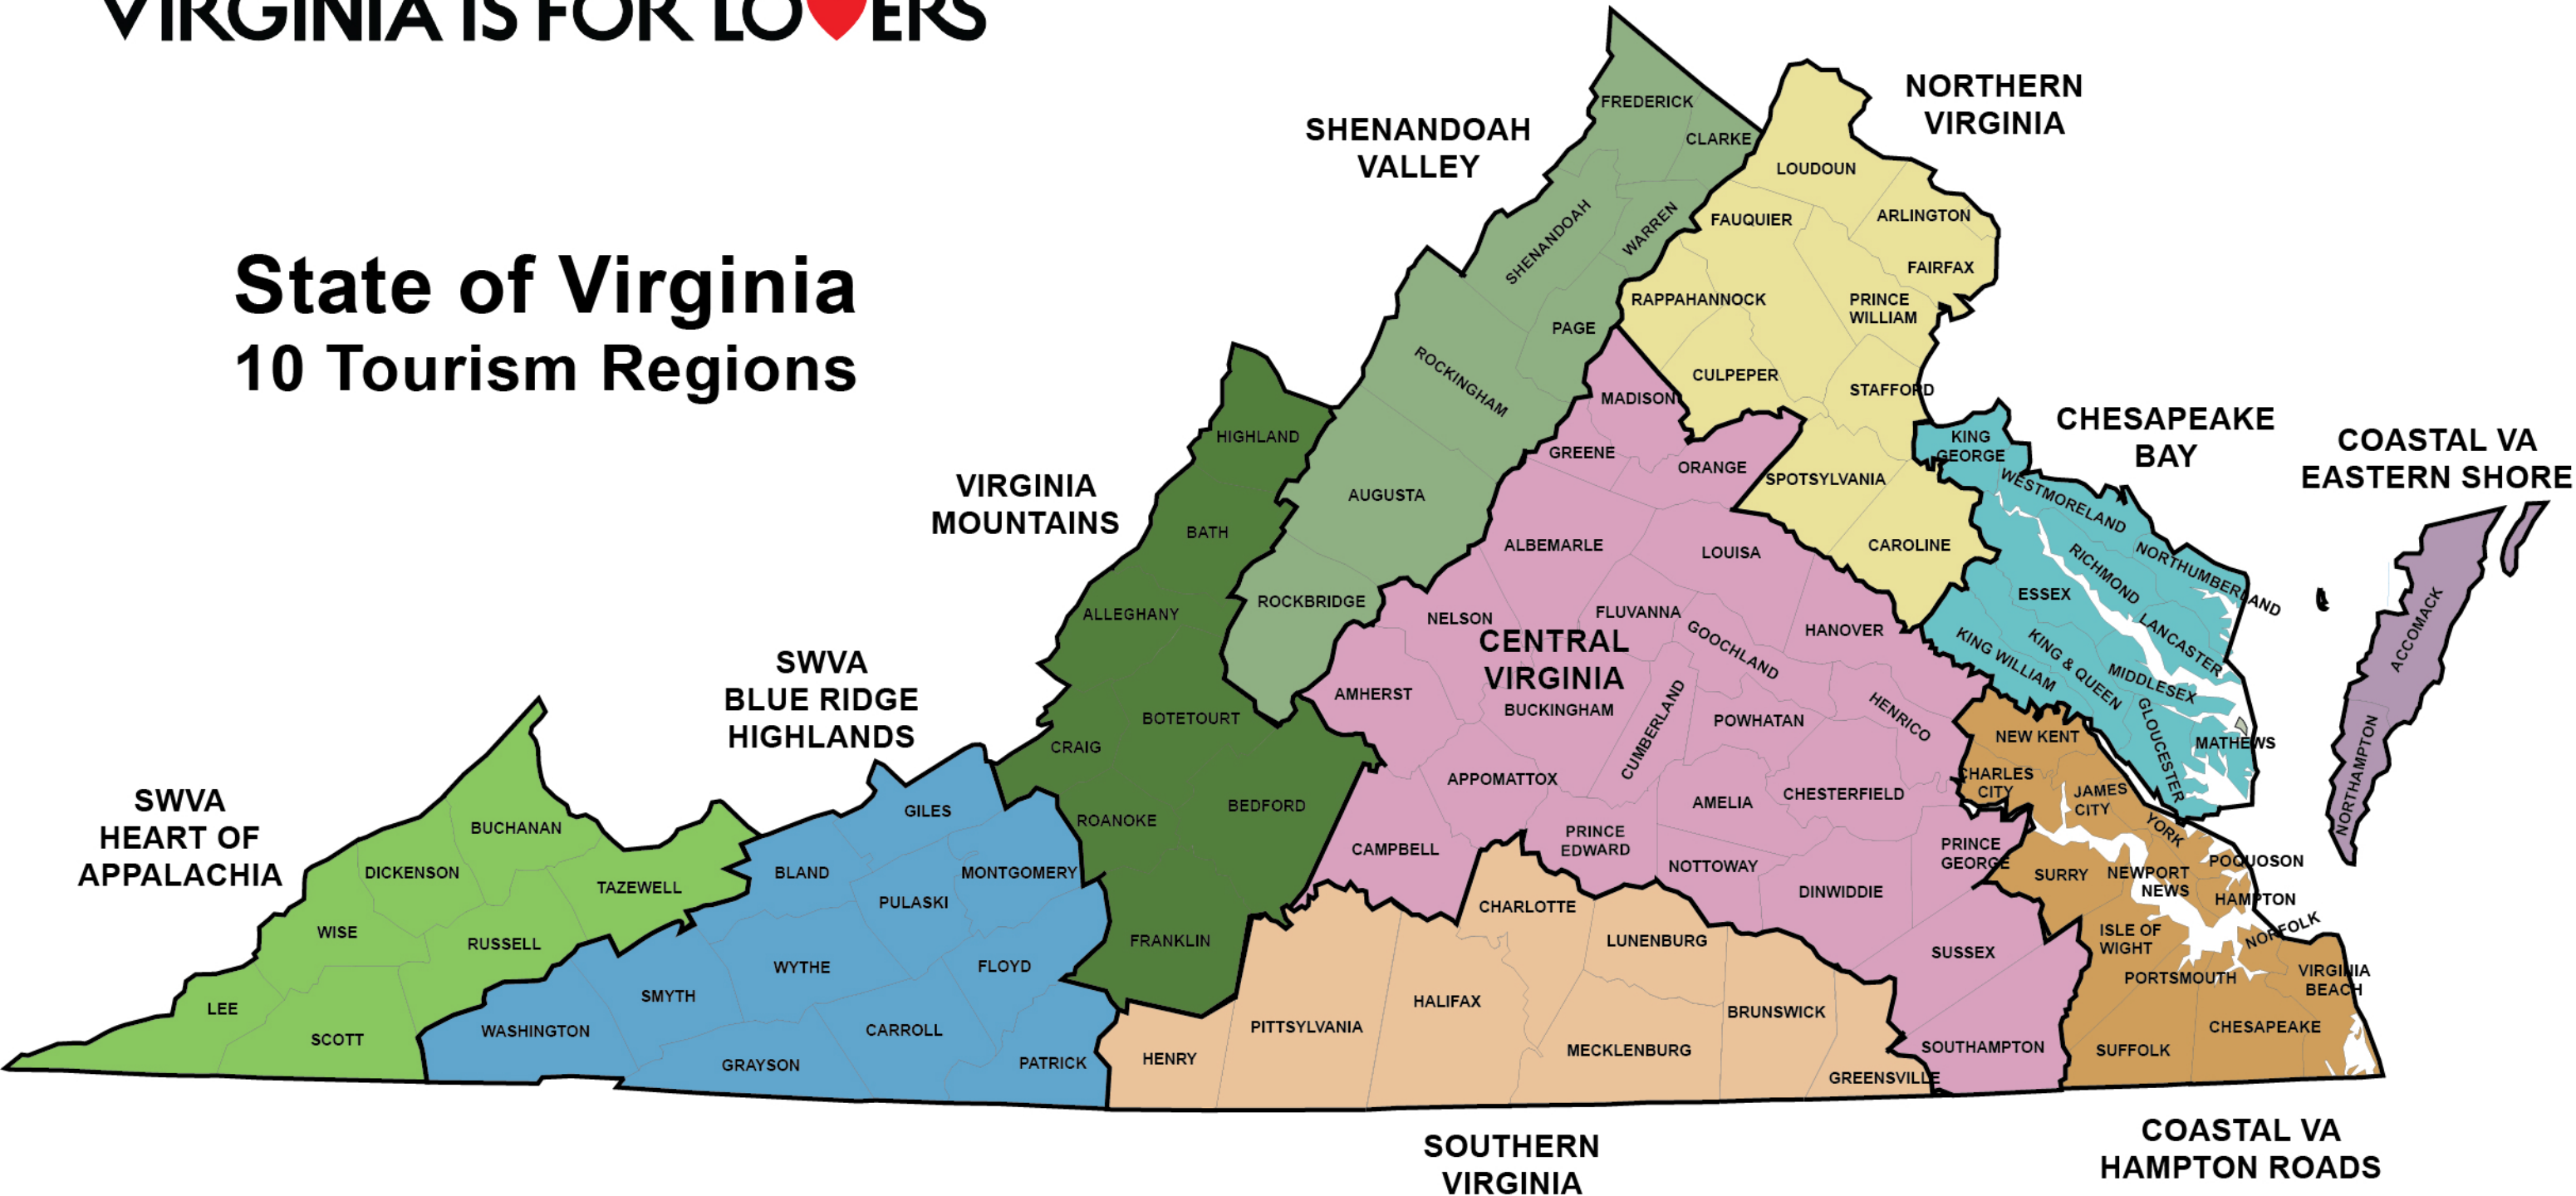 VIRGINIA IS FOR LO♥ERS
State of Virginia
10 Tourism Regions
SHENANDOAH
VALLEY
NORTHERN
VIRGINIA
VIRGINIA
MOUNTAINS
CHESAPEAKE
BAY
COASTAL VA
EASTERN SHORE
SWVA
BLUE RIDGE
HIGHLANDS
SWVA
HEART OF
APPALACHIA
CENTRAL
VIRGINIA
SOUTHERN
VIRGINIA
COASTAL VA
HAMPTON ROADS
FREDERICK
CLARKE
SHENANDOAH
WARREN
PAGE
ROCKINGHAM
AUGUSTA
ROCKBRIDGE
LOUDOUN
FAUQUIER
ARLINGTON
FAIRFAX
RAPPAHANNOCK
PRINCE
WILLIAM
CULPEPER
STAFFORD
SPOTSYLVANIA
CAROLINE
HIGHLAND
BATH
ALLEGHANY
BOTETOURT
CRAIG
ROANOKE
BEDFORD
FRANKLIN
MADISON
GREENE
ORANGE
ALBEMARLE
LOUISA
NELSON
FLUVANNA
GOOCHLAND
HANOVER
AMHERST
BUCKINGHAM
CUMBERLAND
POWHATAN
HENRICO
APPOMATTOX
AMELIA
CHESTERFIELD
CAMPBELL
PRINCE
EDWARD
NOTTOWAY
DINWIDDIE
PRINCE
GEORGE
SUSSEX
SOUTHAMPTON
KING
GEORGE
WESTMORELAND
RICHMOND
NORTHUMBERLAND
ESSEX
LANCASTER
KING WILLIAM
KING & QUEEN
MIDDLESEX
GLOUCESTER
MATHEWS
ACCOMACK
NORTHAMPTON
NEW KENT
CHARLES
CITY
JAMES
CITY
YORK
POQUOSON
SURRY
NEWPORT
NEWS
HAMPTON
ISLE OF
WIGHT
NORFOLK
PORTSMOUTH
VIRGINIA
BEACH
SUFFOLK
CHESAPEAKE
BUCHANAN
DICKENSON
TAZEWELL
WISE
RUSSELL
LEE
SCOTT
GILES
BLAND
MONTGOMERY
PULASKI
WYTHE
FLOYD
SMYTH
WASHINGTON
CARROLL
GRAYSON
PATRICK
HENRY
PITTSYLVANIA
HALIFAX
CHARLOTTE
LUNENBURG
MECKLENBURG
BRUNSWICK
GREENSVILLE